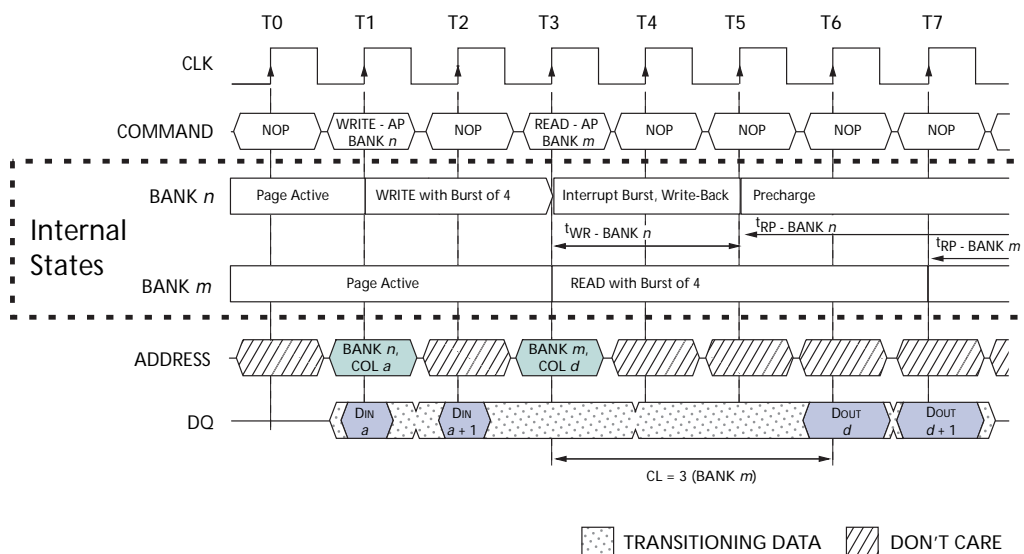 T0 T1 T2 T3 T4 T5 T6 T7
CLK
COMMAND NOP WRITE - AP BANK n NOP READ - AP BANK m NOP NOP NOP NOP
Internal States
BANK n Page Active WRITE with Burst of 4 Interrupt Burst, Write-Back Precharge
tWR - BANK n tRP - BANK n
tRP - BANK m
BANK m Page Active READ with Burst of 4
ADDRESS BANK n, COL a BANK m, COL d
DQ DIN a DIN a + 1 DOUT d DOUT d + 1
CL = 3 (BANK m)
TRANSITIONING DATA DON'T CARE